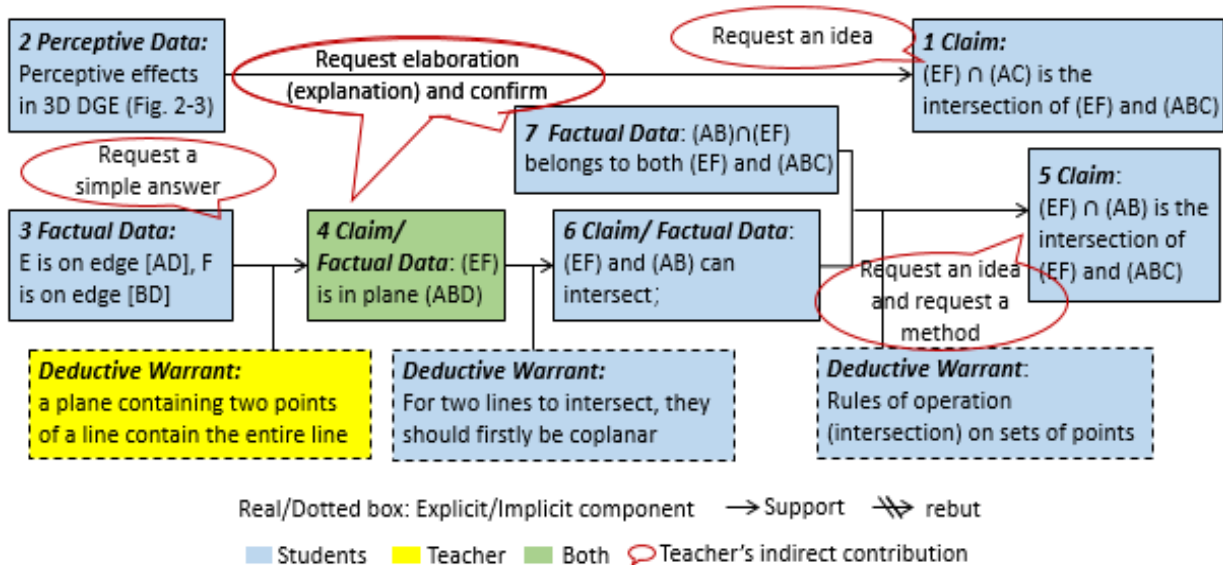 2 Perceptive Data:
Perceptive effects
in 3D DGE (Fig. 2-3)
Request elaboration
(explanation) and confirm
Request an idea
1 Claim:
(EF) ∩ (AC) is the
intersection of (EF) and (ABC)
7 Factual Data: (AB)∩(EF)
belongs to both (EF) and (ABC)
Request a
simple answer
3 Factual Data:
E is on edge [AD], F
is on edge [BD]
4 Claim/
Factual Data: (EF)
is in plane (ABD)
6 Claim/ Factual Data:
(EF) and (AB) can
intersect;
5 Claim:
(EF) ∩ (AB) is the
intersection of
(EF) and (ABC)
Request an idea
and request a
method
Deductive Warrant:
a plane containing two points
of a line contain the entire line
Deductive Warrant:
For two lines to intersect, they
should firstly be coplanar
Deductive Warrant:
Rules of operation
(intersection) on sets of points
Real/Dotted box: Explicit/Implicit component → Support rebut
Students Teacher Both Teacher's indirect contribution